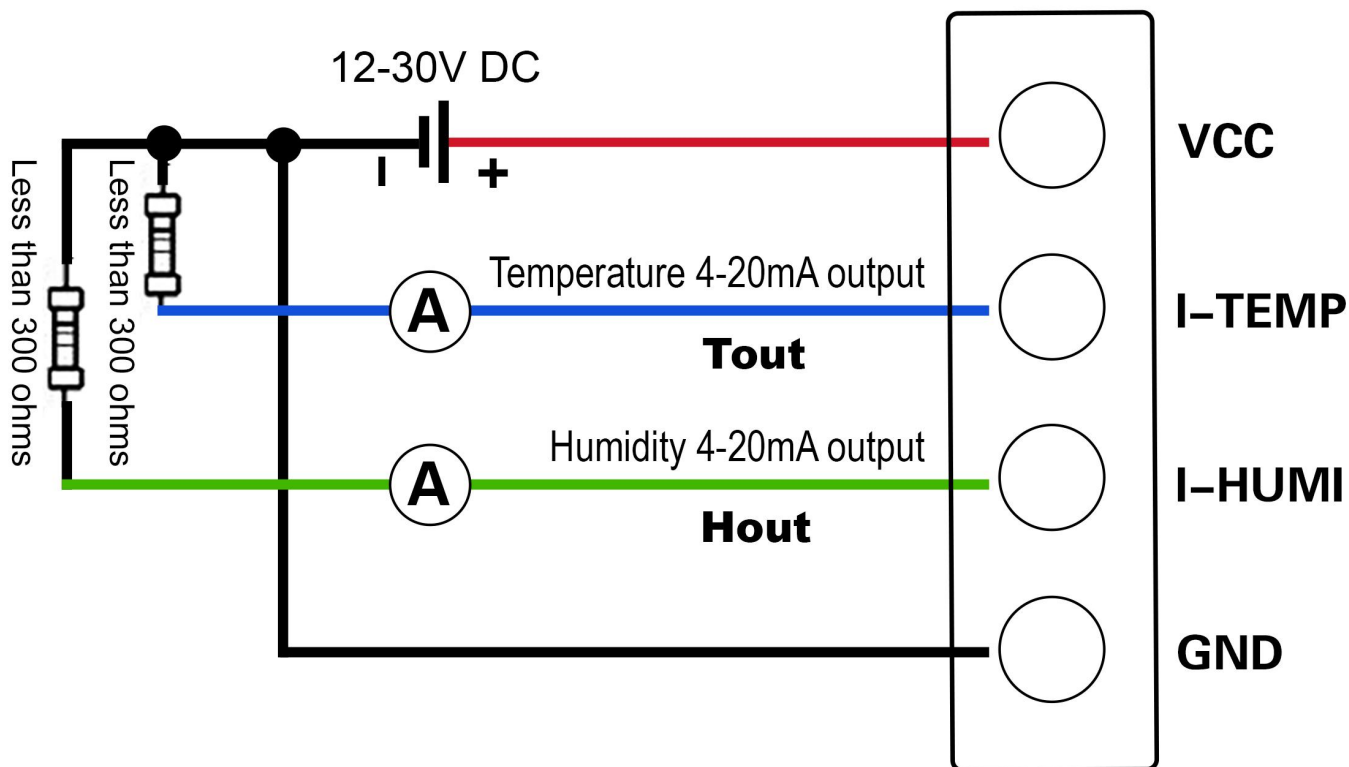 12-30V DC
VCC
Less than 300 ohms
Less than 300 ohms
Temperature 4-20mA output
I–TEMP
A
Tout
Humidity 4-20mA output
I–HUMI
A
Hout
GND